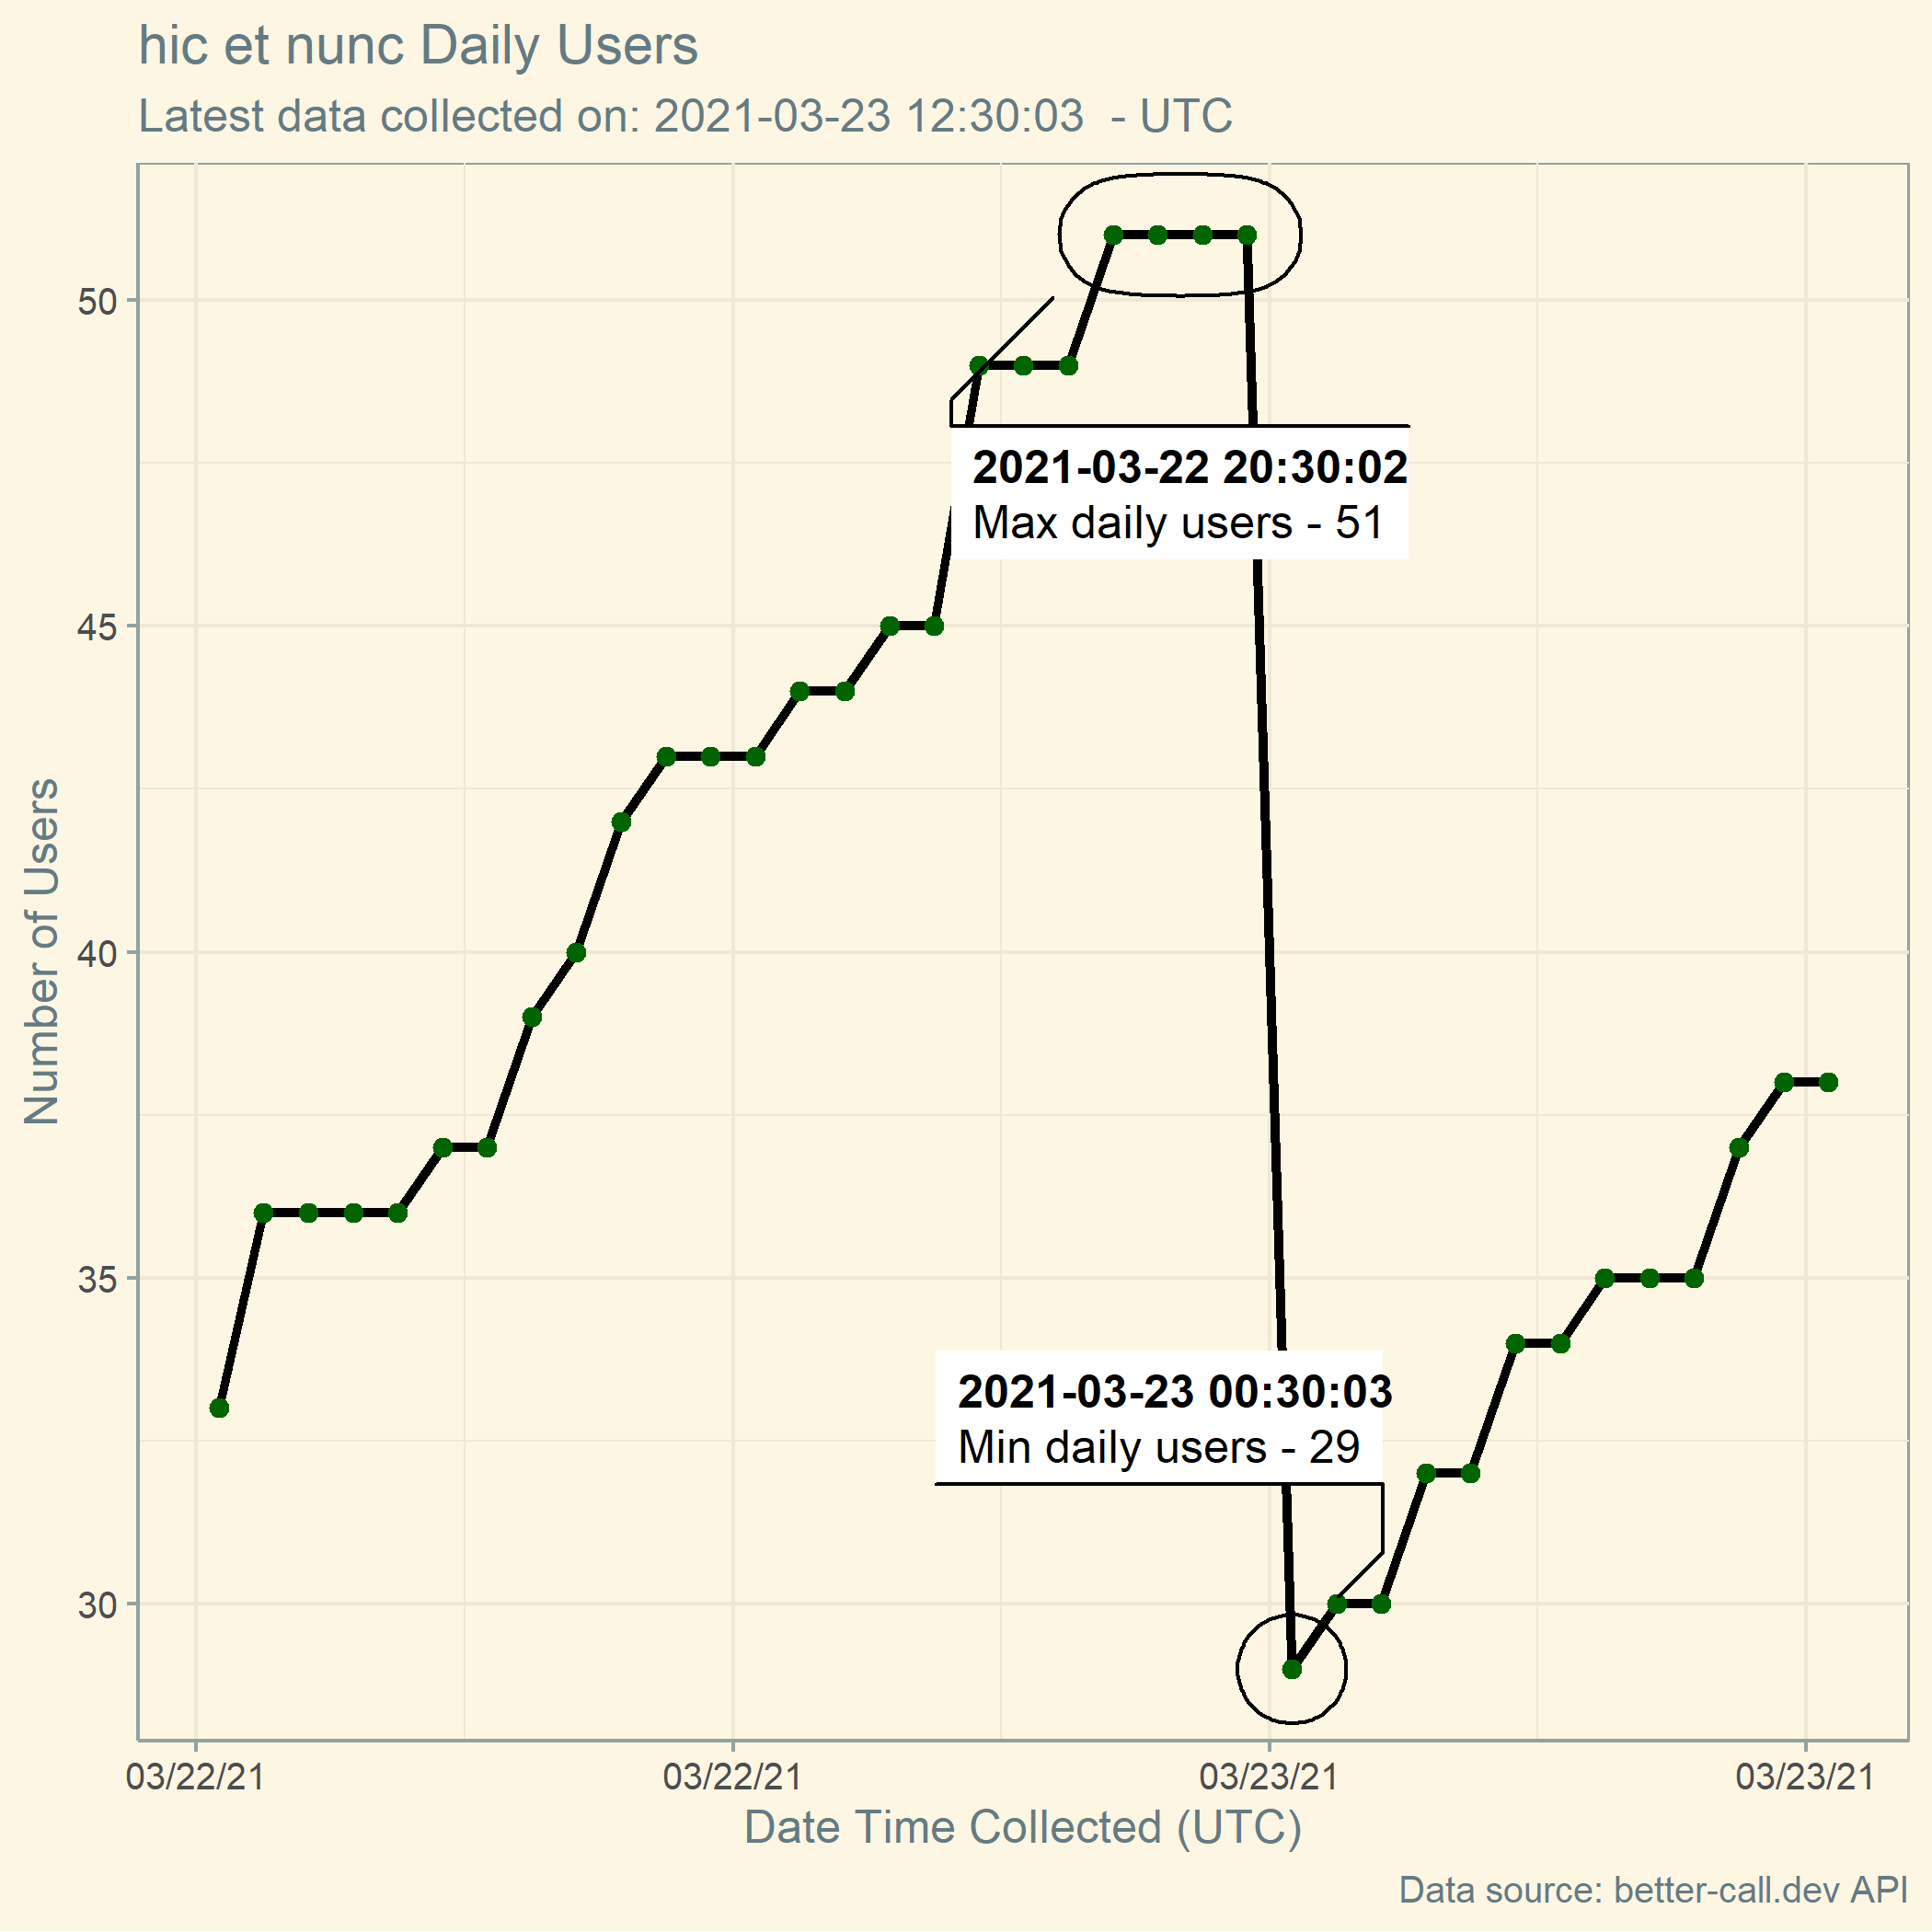 hic et nunc Daily Users
Latest data collected on: 2021-03-23 12:30:03  - UTC
50
45
40
35
30
Number of Users
2021-03-22 20:30:02
Max daily users - 51
2021-03-23 00:30:03
Min daily users - 29
03/22/21
03/22/21
03/23/21
03/23/21
Date Time Collected (UTC)
Data source: better-call.dev API